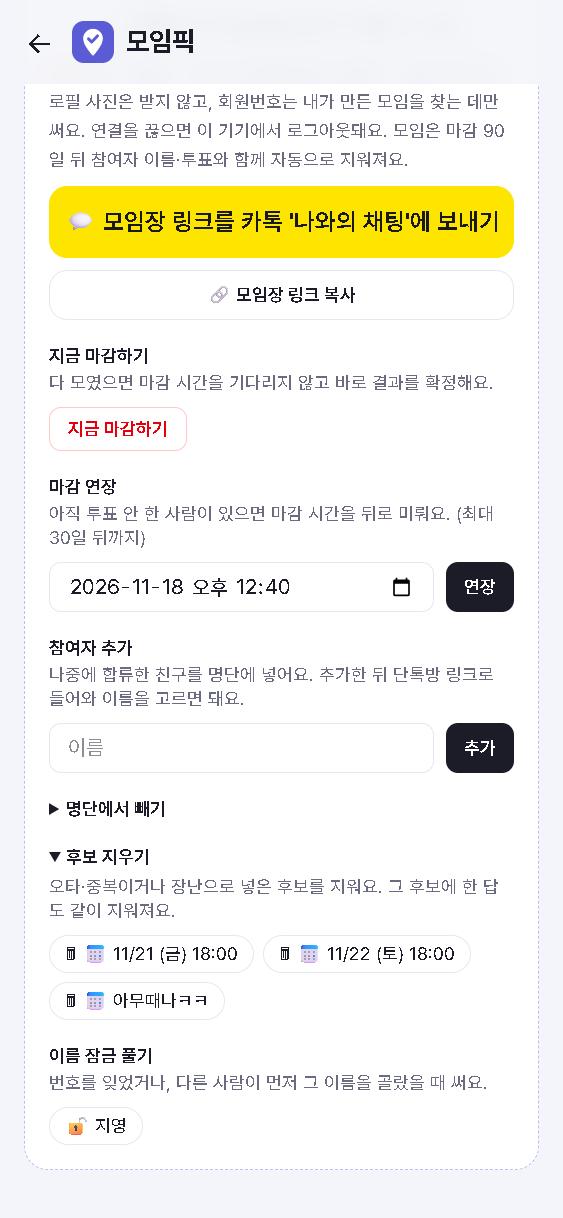 모임픽
로필 사진은 받지 않고, 회원번호는 내가 만든 모임을 찾는 데만
써요. 연결을 끊으면 이 기기에서 로그아웃돼요. 모임은 마감 90
일 뒤 참여자 이름·투표와 함께 자동으로 지워져요.
모임장 링크를 카톡 '나와의 채팅'에 보내기
모임장 링크 복사
지금 마감하기
다 모였으면 마감 시간을 기다리지 않고 바로 결과를 확정해요.
지금 마감하기
마감 연장
아직 투표 안 한 사람이 있으면 마감 시간을 뒤로 미뤄요. (최대
30일 뒤까지)
2026-11-18 오후 12:40
연장
참여자 추가
나중에 합류한 친구를 명단에 넣어요. 추가한 뒤 단톡방 링크로
들어와 이름을 고르면 돼요.
이름
추가
명단에서 빼기
후보 지우기
오타·중복이거나 장난으로 넣은 후보를 지워요. 그 후보에 한 답
도 같이 지워져요.
11/21 (금) 18:00
11/22 (토) 18:00
아무때나ㅋㅋ
이름 잠금 풀기
번호를 잊었거나, 다른 사람이 먼저 그 이름을 골랐을 때 써요.
지영